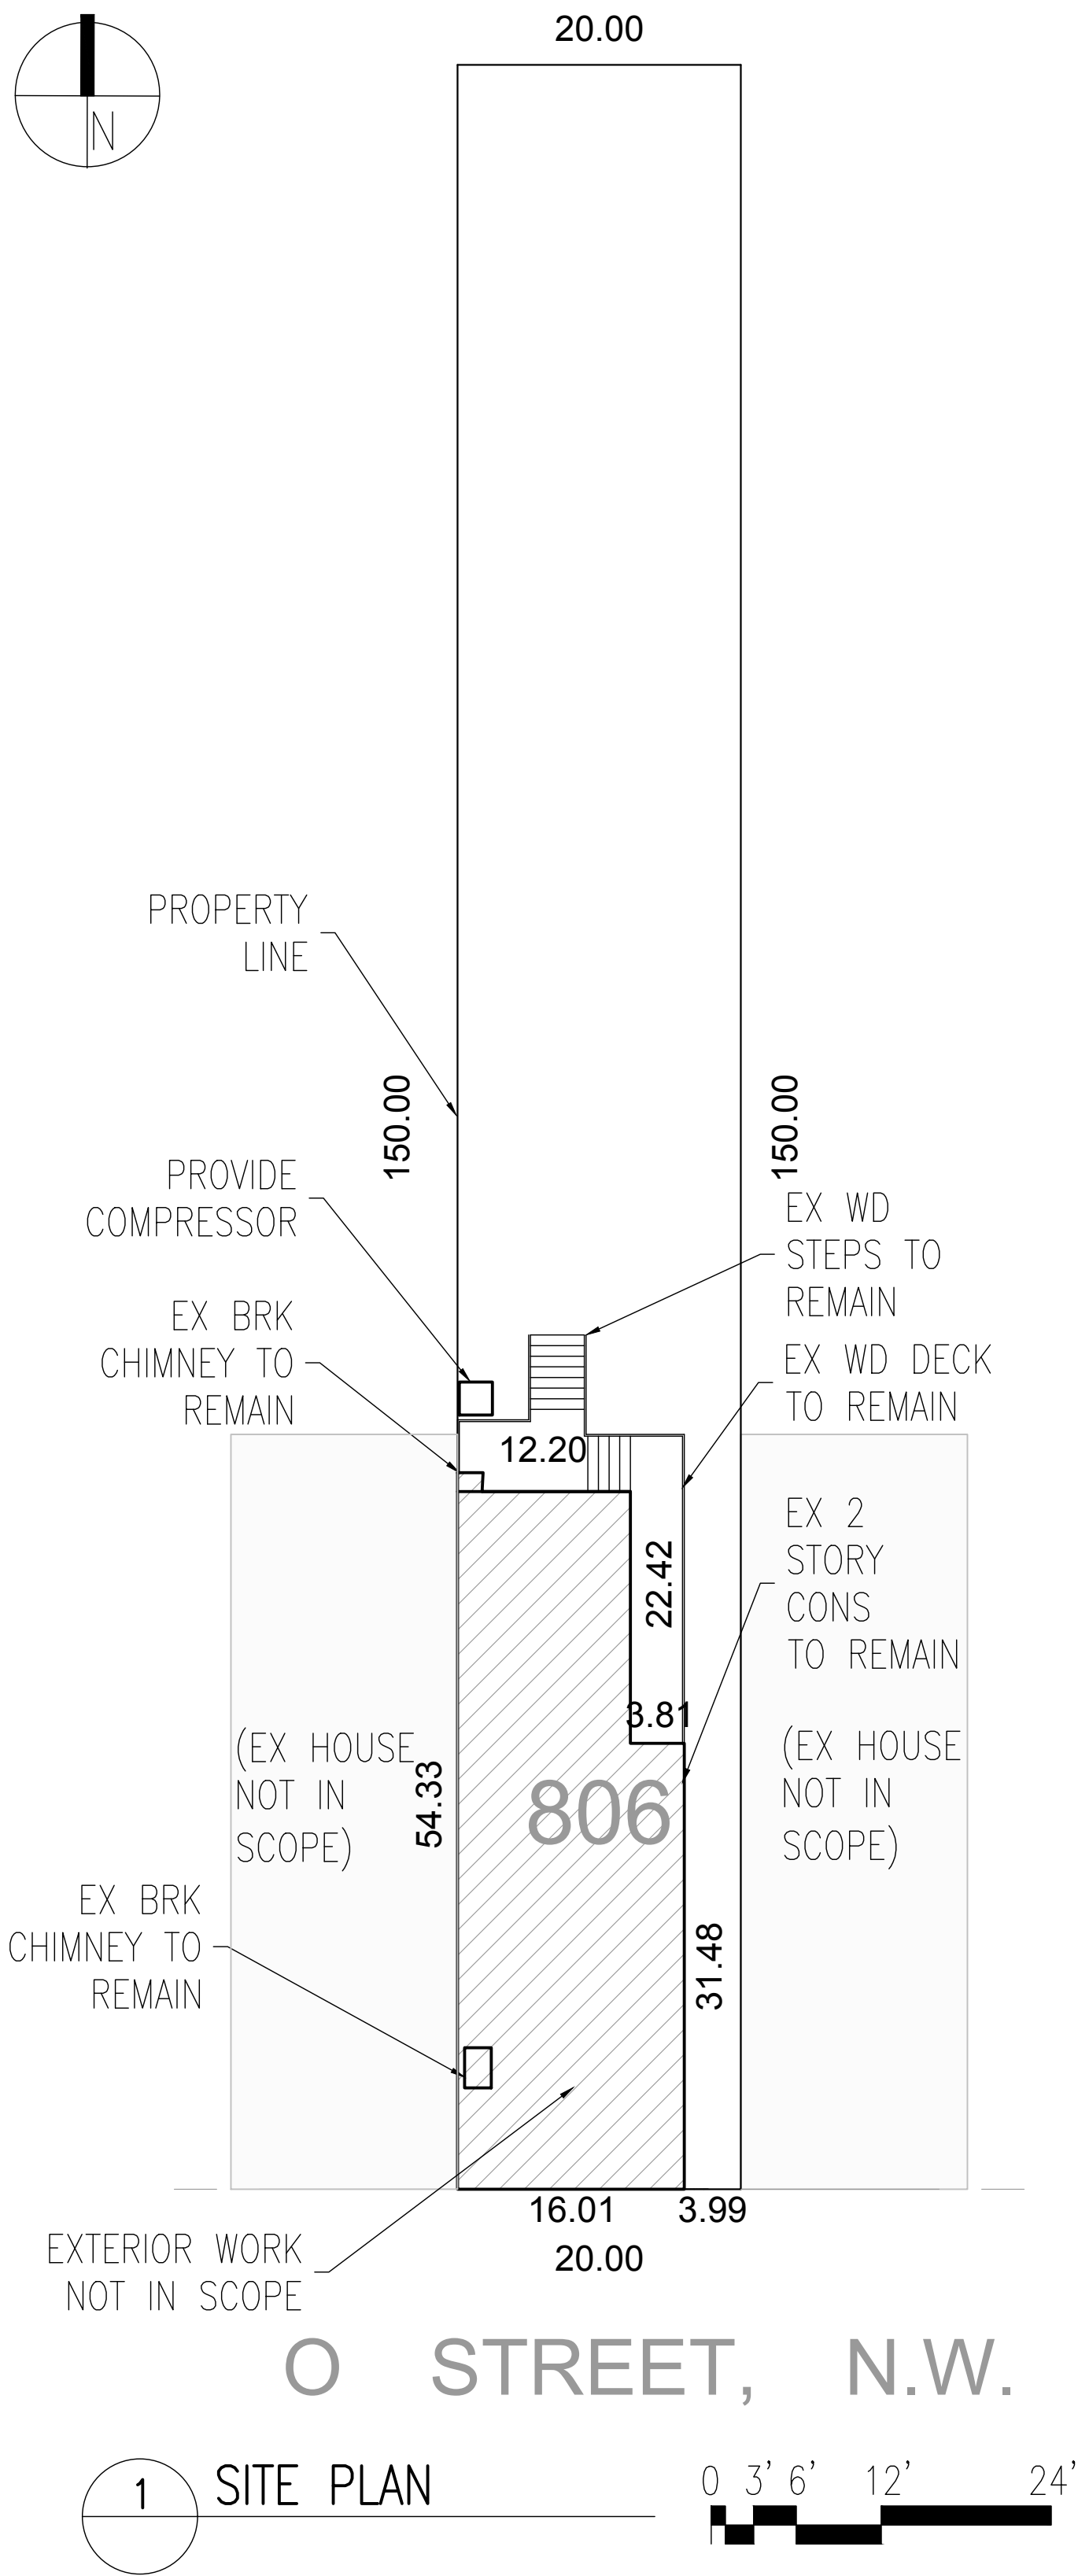 20.00
N
PROPERTY
LINE
150.00
150.00
PROVIDE
COMPRESSOR
EX WD
STEPS TO
REMAIN
EX BRK
CHIMNEY TO
REMAIN
EX WD DECK
TO REMAIN
12.20
EX 2
STORY
CONS
TO REMAIN
22.42
3.81
(EX HOUSE
NOT IN
SCOPE)
54.33
806
(EX HOUSE
NOT IN
SCOPE)
EX BRK
CHIMNEY TO
REMAIN
31.48
16.01 3.99
20.00
EXTERIOR WORK
NOT IN SCOPE
O STREET, N.W.
1 SITE PLAN
0 3' 6' 12' 24'